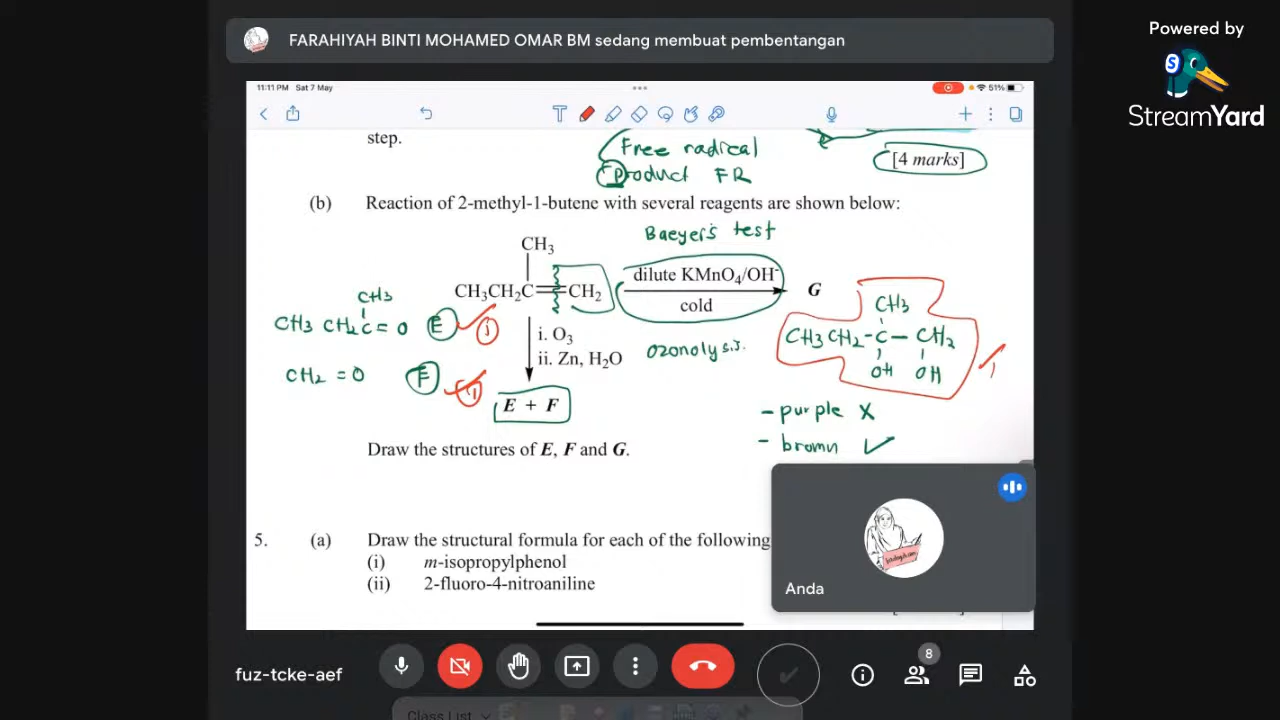 FARAHIYAH BINTI MOHAMED OMAR BM sedang membuat pembentangan
Powered by
StreamYard
11:11 PM Sat 7 May
51%
step.
Free radical
product FR
[4 marks]
(b) Reaction of 2-methyl-1-butene with several reagents are shown below:
Baeyer's test
CH3
CH3CH2C=CH2
dilute KMnO4/OH-
cold
G
CH3
CH3CH2-C-CH2
OH OH
CH3
CH3 CH2C=O E 1
i. O3
ii. Zn, H2O
ozonolysis.
CH2=O F 1
E + F
1
- purple X
- brown ✓
Draw the structures of E, F and G.
5. (a) Draw the structural formula for each of the following
(i) m-isopropylphenol
(ii) 2-fluoro-4-nitroaniline
Anda
fuz-tcke-aef
8
Class List